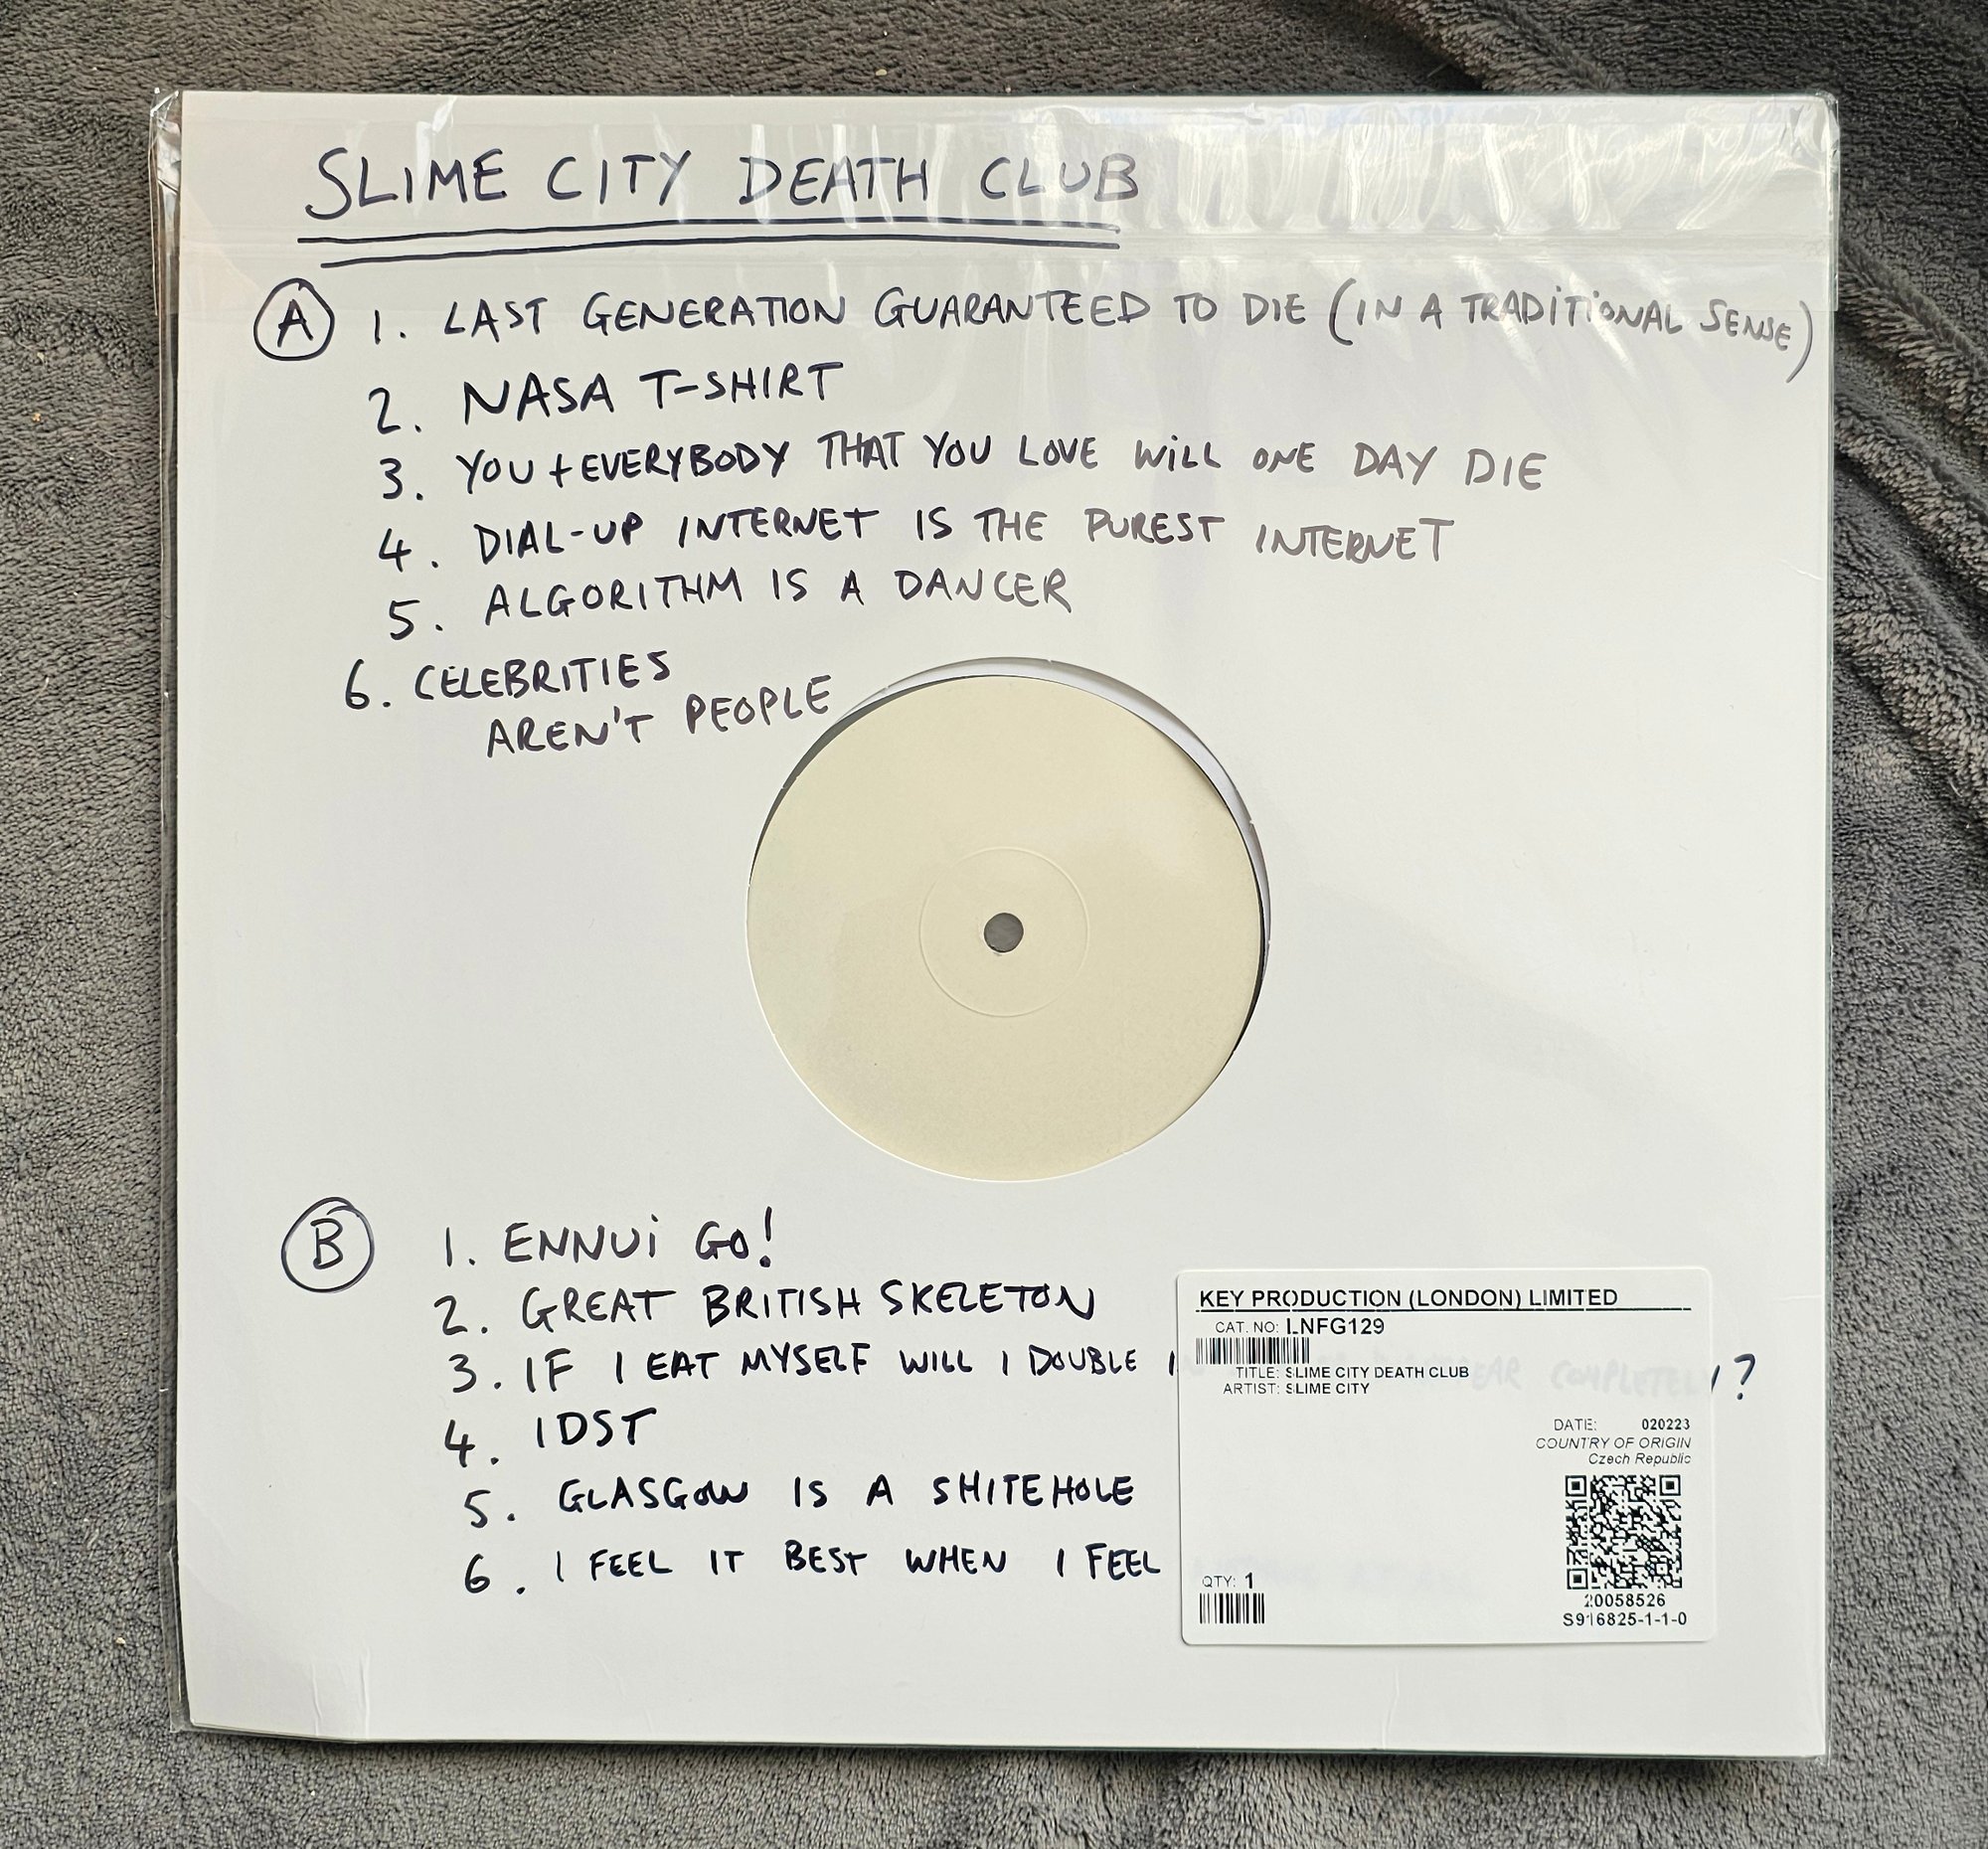 SLIME CITY DEATH CLUB
A 1. LAST GENERATION GUARANTEED TO DIE (IN A TRADITIONAL SENSE)
2. NASA T-SHIRT
3. YOU + EVERYBODY THAT YOU LOVE WILL ONE DAY DIE
4. DIAL-UP INTERNET IS THE PUREST INTERNET
5. ALGORITHM IS A DANCER
6. CELEBRITIES
AREN'T PEOPLE
B 1. ENNUI GO!
2. GREAT BRITISH SKELETON
3. IF I EAT MYSELF WILL I DOUBLE COMPLETELY?
4. IDST
5. GLASGOW IS A SHITEHOLE
6. I FEEL IT BEST WHEN I FEEL
KEY PRODUCTION (LONDON) LIMITED
CAT. NO: LNFG129
TITLE: SLIME CITY DEATH CLUB
ARTIST: SLIME CITY
DATE: 020223
COUNTRY OF ORIGIN
Czech Republic
QTY: 1
20058526
S916825-1-1-0